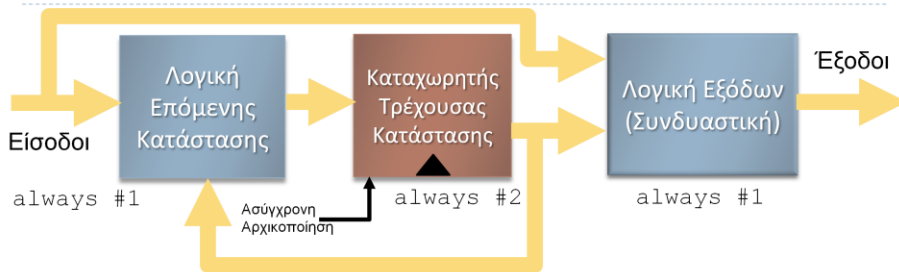 Λογική
Επόμενης
Κατάστασης
Καταχωρητής
Τρέχουσας
Κατάστασης
Λογική Εξόδων
(Συνδυαστική)
Έξοδοι
Είσοδοι
always #1
Ασύγχρονη
Αρχικοποίηση
always #2
always #1